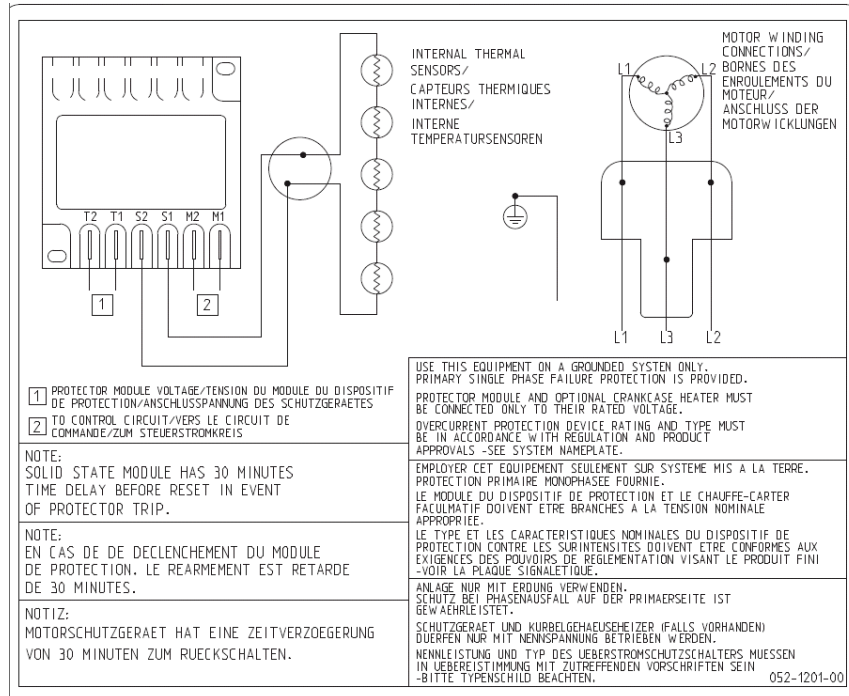 INTERNAL THERMAL
SENSORS/
CAPTEURS THERMIQUES
INTERNES/
INTERNE
TEMPERATURSENSOREN
MOTOR WINDING
CONNECTIONS/
BORNES DES
ENROULEMENTS DU
MOTEUR/
ANSCHLUSS DER
MOTORWICKLUNGEN
L1
L2
L3
T2 T1 S2 S1 M2 M1
1
2
L1 L3 L2
1 PROTECTOR MODULE VOLTAGE/TENSION DU MODULE DU DISPOSITIF
DE PROTECTION/ANSCHLUSSPANNUNG DES SCHUTZGERAETES
2 TO CONTROL CIRCUIT/VERS LE CIRCUIT DE
COMMANDE/ZUM STEUERSTROMKREIS
NOTE:
SOLID STATE MODULE HAS 30 MINUTES
TIME DELAY BEFORE RESET IN EVENT
OF PROTECTOR TRIP.
NOTE:
EN CAS DE DE DECLENCHEMENT DU MODULE
DE PROTECTION. LE REARMEMENT EST RETARDE
DE 30 MINUTES.
NOTIZ:
MOTORSCHUTZGERAET HAT EINE ZEITVERZOEGERUNG
VON 30 MINUTEN ZUM RUECKSCHALTEN.
USE THIS EQUIPMENT ON A GROUNDED SYSTEN ONLY.
PRIMARY SINGLE PHASE FAILURE PROTECTION IS PROVIDED.
PROTECTOR MODULE AND OPTIONAL CRANKCASE HEATER MUST
BE CONNECTED ONLY TO THEIR RATED VOLTAGE.
OVERCURRENT PROTECTION DEVICE RATING AND TYPE MUST
BE IN ACCORDANCE WITH REGULATION AND PRODUCT
APPROVALS -SEE SYSTEM NAMEPLATE.
EMPLOYER CET EQUIPEMENT SEULEMENT SUR SYSTEME MIS A LA TERRE.
PROTECTION PRIMAIRE MONOPHASEE FOURNIE.
LE MODULE DU DISPOSITIF DE PROTECTION ET LE CHAUFFE-CARTER
FACULMATIF DOIVENT ETRE BRANCHES A LA TENSION NOMINALE
APPROPRIEE.
LE TYPE ET LES CARACTERISTIQUES NOMINALES DU DISPOSITIF DE
PROTECTION CONTRE LES SURINTENSITES DOIVENT ETRE CONFORMES AUX
EXIGENCES DES POUVOIRS DE REGLEMENTATION VISANT LE PRODUIT FINI
-VOIR LA PLAQUE SIGNALETIQUE.
ANLAGE NUR MIT ERDUNG VERWENDEN.
SCHUTZ BEI PHASENAUSFALL AUF DER PRIMAERSEITE IST
GEWAEHRLEISTET.
SCHUTZGERAET UND KURBELGEHAEUSEHEIZER (FALLS VORHANDEN)
DUERFEN NUR MIT NENNSPANNUNG BETRIEBEN WERDEN.
NENNLEISTUNG UND TYP DES UEBERSTROMSCHUTZSCHALTERS MUESSEN
IN UEBEREISTIMMUNG MIT ZUTREFFENDEN VORSCHRIFTEN SEIN
-BITTE TYPENSCHILD BEACHTEN.
052-1201-00